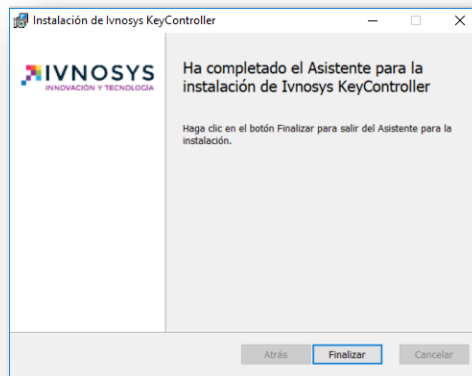 Instalación de Ivnosys KeyController
IVNOSYS
INNOVACIÓN Y TECNOLOGÍA
Ha completado el Asistente para la
instalación de Ivnosys KeyController
Haga clic en el botón Finalizar para salir del Asistente para la
instalación.
Atrás
Finalizar
Cancelar